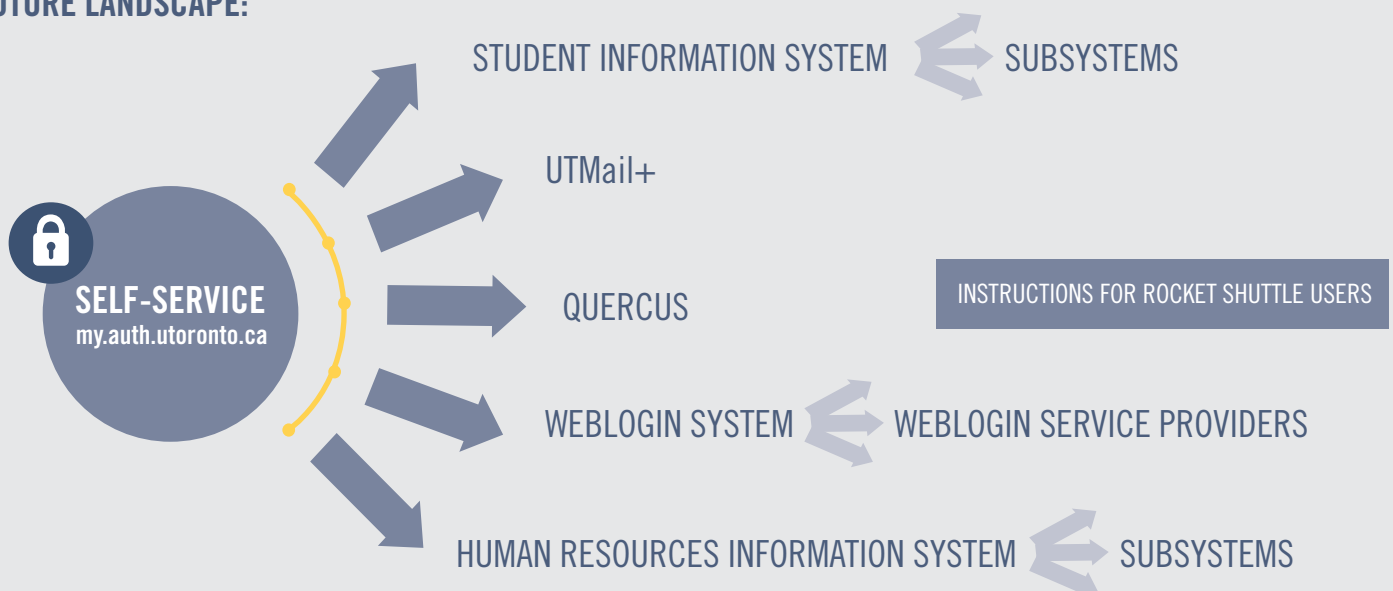 FUTURE LANDSCAPE:
STUDENT INFORMATION SYSTEM
SUBSYSTEMS
UTMail+
SELF-SERVICE
my.auth.utoronto.ca
QUERCUS
INSTRUCTIONS FOR ROCKET SHUTTLE USERS
WEBLOGIN SYSTEM
WEBLOGIN SERVICE PROVIDERS
HUMAN RESOURCES INFORMATION SYSTEM
SUBSYSTEMS